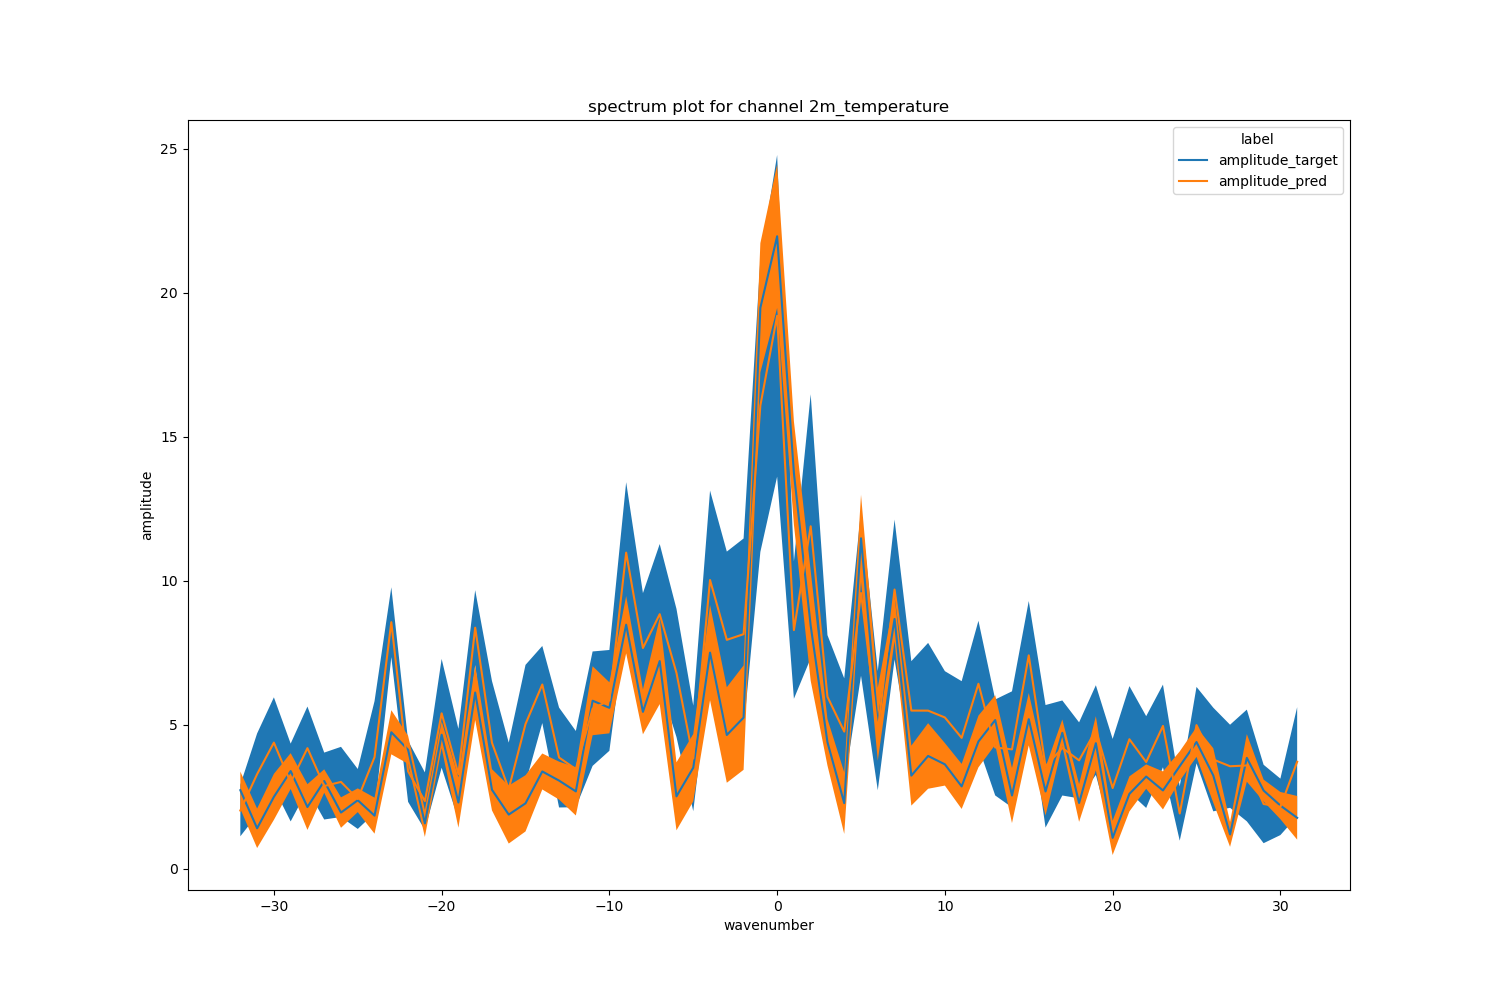 spectrum plot for channel 2m_temperature
label
amplitude_target
amplitude_pred
25
20
15
10
5
0
amplitude
−30
−20
−10
0
10
20
30
wavenumber